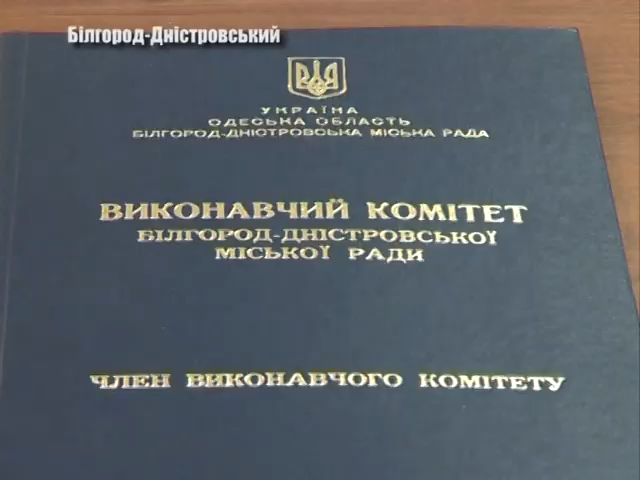 Білгород-Дністровський
УКРАЇНА
ОДЕСЬКА ОБЛАСТЬ
БІЛГОРОД-ДНІСТРОВСЬКА МІСЬКА РАДА
ВИКОНАВЧИЙ КОМІТЕТ
БІЛГОРОД-ДНІСТРОВСЬКОЇ
МІСЬКОЇ РАДИ
ЧЛЕН ВИКОНАВЧОГО КОМІТЕТУ